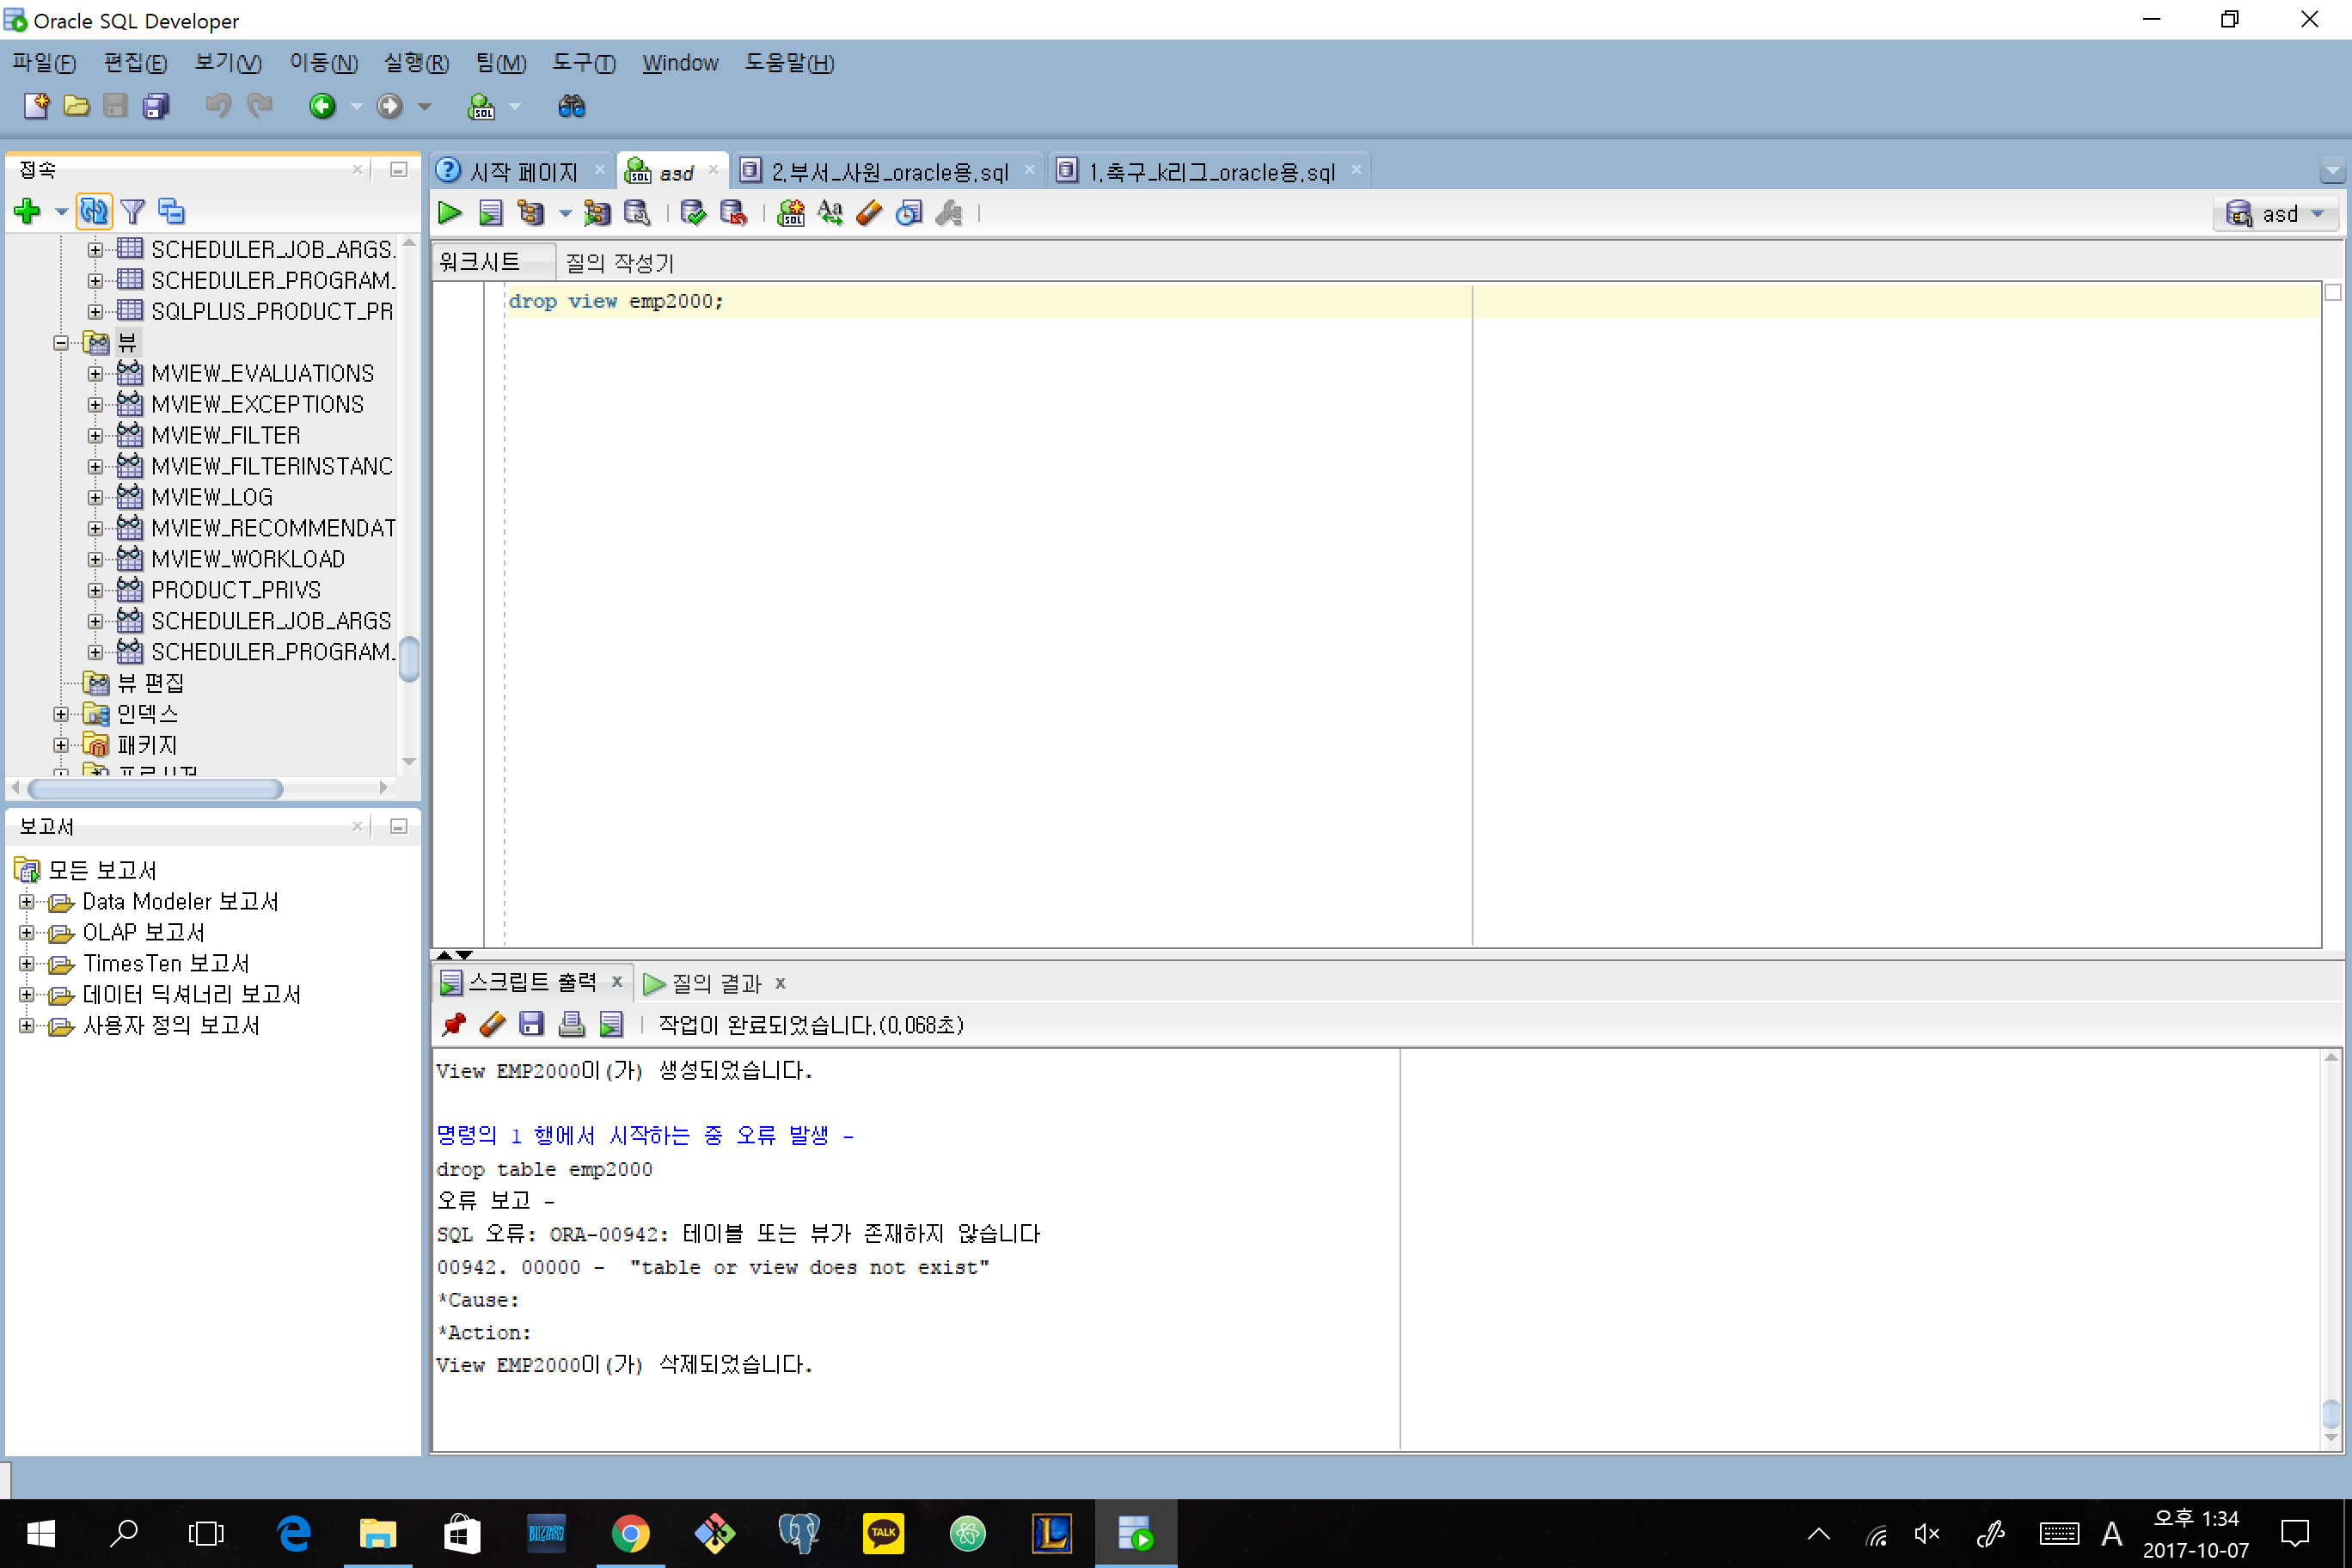 Oracle SQL Developer
파일(F) 편집(E) 보기(V) 이동(N) 실행(R) 팀(M) 도구(T) Window 도움말(H)
접속
SCHEDULER_JOB_ARGS.
SCHEDULER_PROGRAM.
SQLPLUS_PRODUCT_PR
뷰
MVIEW_EVALUATIONS
MVIEW_EXCEPTIONS
MVIEW_FILTER
MVIEW_FILTERINSTANC
MVIEW_LOG
MVIEW_RECOMMENDAT
MVIEW_WORKLOAD
PRODUCT_PRIVS
SCHEDULER_JOB_ARGS
SCHEDULER_PROGRAM.
뷰 편집
인덱스
패키지
보고서
모든 보고서
Data Modeler 보고서
OLAP 보고서
TimesTen 보고서
데이터 딕셔너리 보고서
사용자 정의 보고서
시작 페이지 asd 2.부서_사원_oracle용.sql 1.축구_k리그_oracle용.sql
asd
워크시트 질의 작성기
drop view emp2000;
스크립트 출력 질의 결과
작업이 완료되었습니다.(0.068초)
View EMP2000이(가) 생성되었습니다.
명령의 1 행에서 시작하는 중 오류 발생 -
drop table emp2000
오류 보고 -
SQL 오류: ORA-00942: 테이블 또는 뷰가 존재하지 않습니다
00942. 00000 - "table or view does not exist"
*Cause:
*Action:
View EMP2000이(가) 삭제되었습니다.
BLIZZARD
TALK
A
오후 1:34
2017-10-07